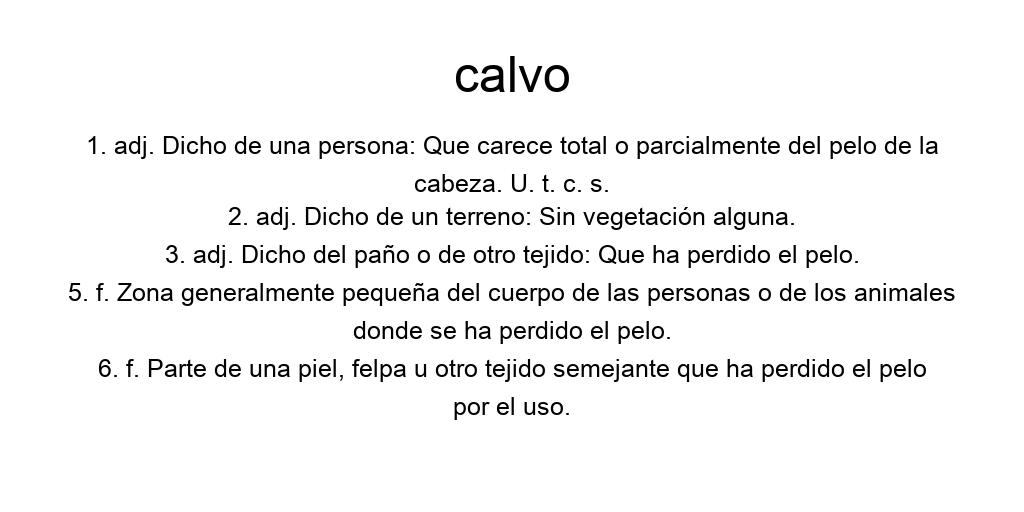 calvo
1. adj. Dicho de una persona: Que carece total o parcialmente del pelo de la
cabeza. U. t. c. s.
2. adj. Dicho de un terreno: Sin vegetación alguna.
3. adj. Dicho del paño o de otro tejido: Que ha perdido el pelo.
5. f. Zona generalmente pequeña del cuerpo de las personas o de los animales
donde se ha perdido el pelo.
6. f. Parte de una piel, felpa u otro tejido semejante que ha perdido el pelo
por el uso.